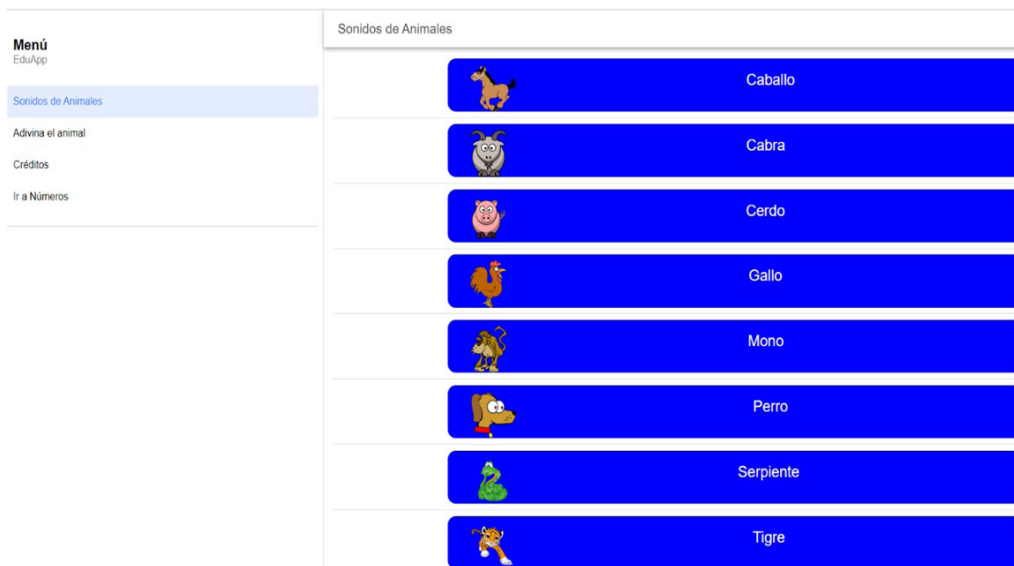 Menú
EduApp
Sonidos de Animales
Adivina el animal
Créditos
Ir a Números
Sonidos de Animales
Caballo
Cabra
Cerdo
Gallo
Mono
Perro
Serpiente
Tigre